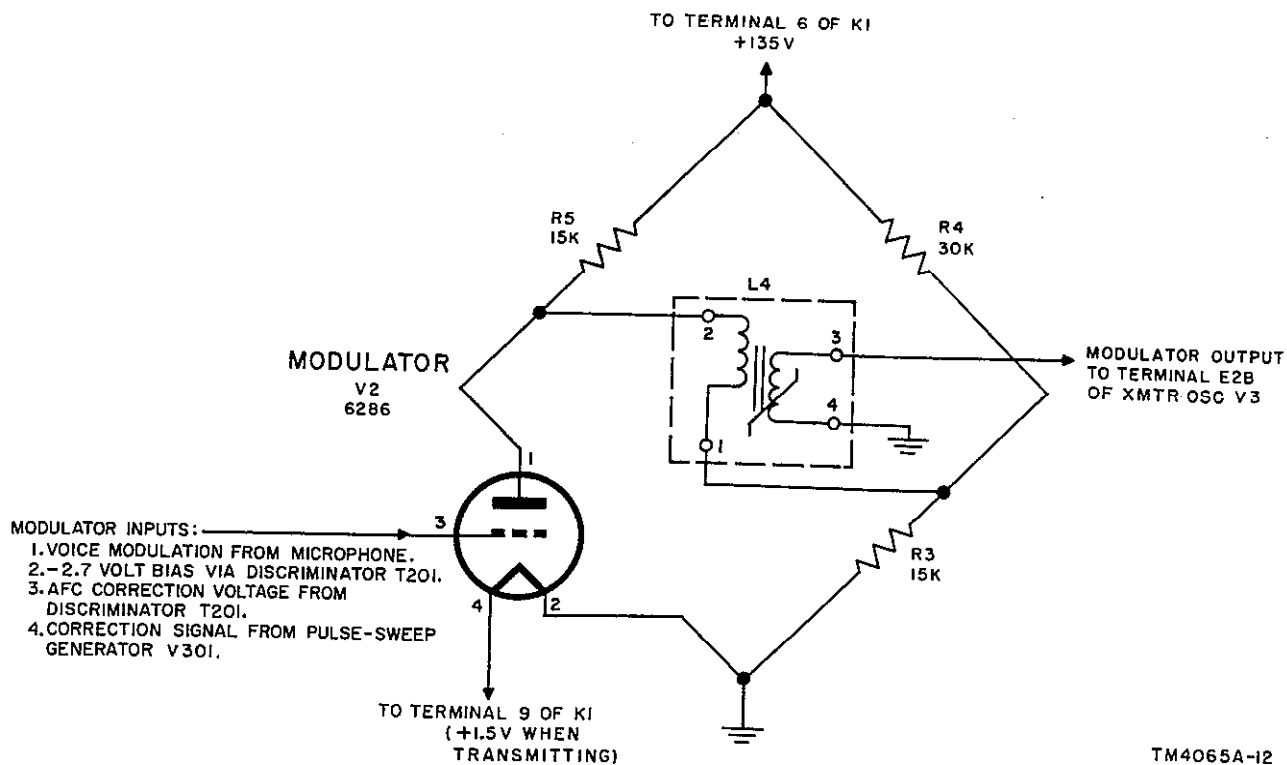 TO TERMINAL 6 OF K1
+135V
R5
15K
R4
30K
L4
2
3
4
1
MODULATOR OUTPUT
TO TERMINAL E2B
OF XMTR OSC V3
MODULATOR
V2
6286
1
3
4
2
MODULATOR INPUTS:
1. VOICE MODULATION FROM MICROPHONE.
2. -2.7 VOLT BIAS VIA DISCRIMINATOR T201.
3. AFC CORRECTION VOLTAGE FROM
DISCRIMINATOR T201.
4. CORRECTION SIGNAL FROM PULSE-SWEEP
GENERATOR V301.
R3
15K
TO TERMINAL 9 OF K1
(+1.5V WHEN
TRANSMITTING)
TM4065A-12